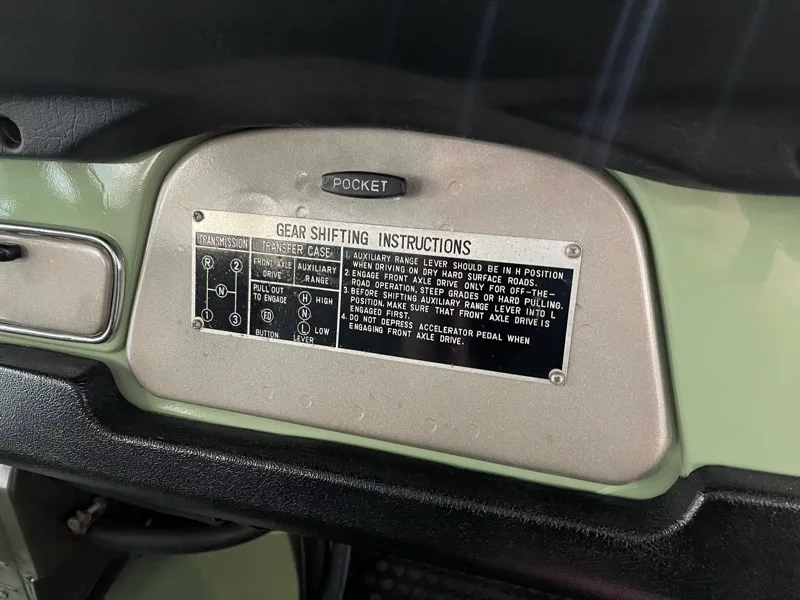 POCKET
GEAR SHIFTING INSTRUCTIONS
TRANSMISSION
R 2
N
1 3
TRANSFER CASE
FRONT AXLE
DRIVE
PULL OUT
TO ENGAGE
BUTTON
AUXILIARY
RANGE
H HIGH
N
L LOW
LEVER
1. AUXILIARY RANGE LEVER SHOULD BE IN H POSITION
WHEN DRIVING ON DRY HARD SURFACE ROADS.
2. ENGAGE FRONT AXLE DRIVE ONLY FOR OFF-THE-
ROAD OPERATION, STEEP GRADES OR HARD PULLING.
3. BEFORE SHIFTING AUXILIARY RANGE LEVER INTO L
POSITION, MAKE SURE THAT FRONT AXLE DRIVE IS
ENGAGED FIRST.
4. DO NOT DEPRESS ACCELERATOR PEDAL WHEN
ENGAGING FRONT AXLE DRIVE.